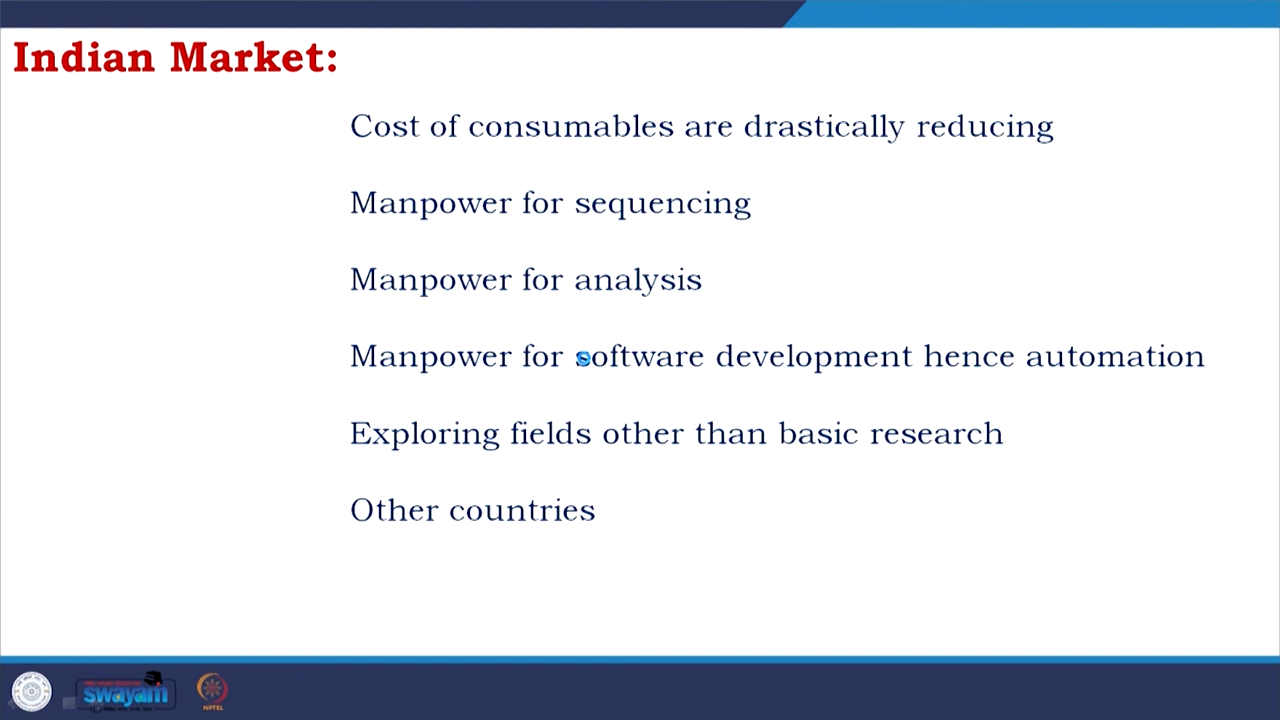 Indian Market:
Cost of consumables are drastically reducing
Manpower for sequencing
Manpower for analysis
Manpower for software development hence automation
Exploring fields other than basic research
Other countries
swayam
NPTEL